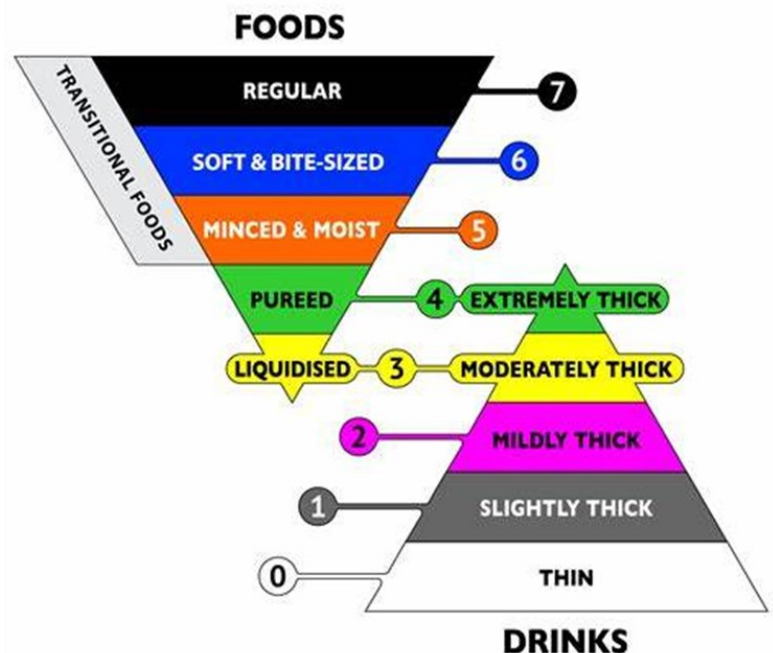 FOODS
TRANSITIONAL FOODS
REGULAR
7
SOFT & BITE-SIZED
6
MINCED & MOIST
5
PUREED
4
EXTREMELY THICK
LIQUIDISED
3
MODERATELY THICK
2
MILDLY THICK
1
SLIGHTLY THICK
0
THIN
DRINKS